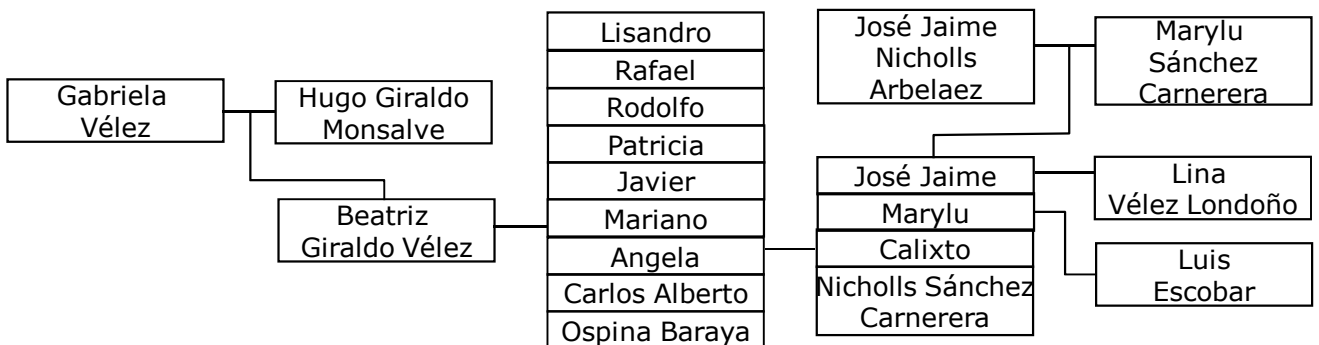 Gabriela
Vélez
Hugo Giraldo
Monsalve
Beatriz
Giraldo Vélez
Lisandro
Rafael
Rodolfo
Patricia
Javier
Mariano
Angela
Carlos Alberto
Ospina Baraya
José Jaime
Nicholls
Arbelaez
Marylu
Sánchez
Carnerera
José Jaime
Marylu
Calixto
Nicholls Sánchez
Carnerera
Lina
Vélez Londoño
Luis
Escobar